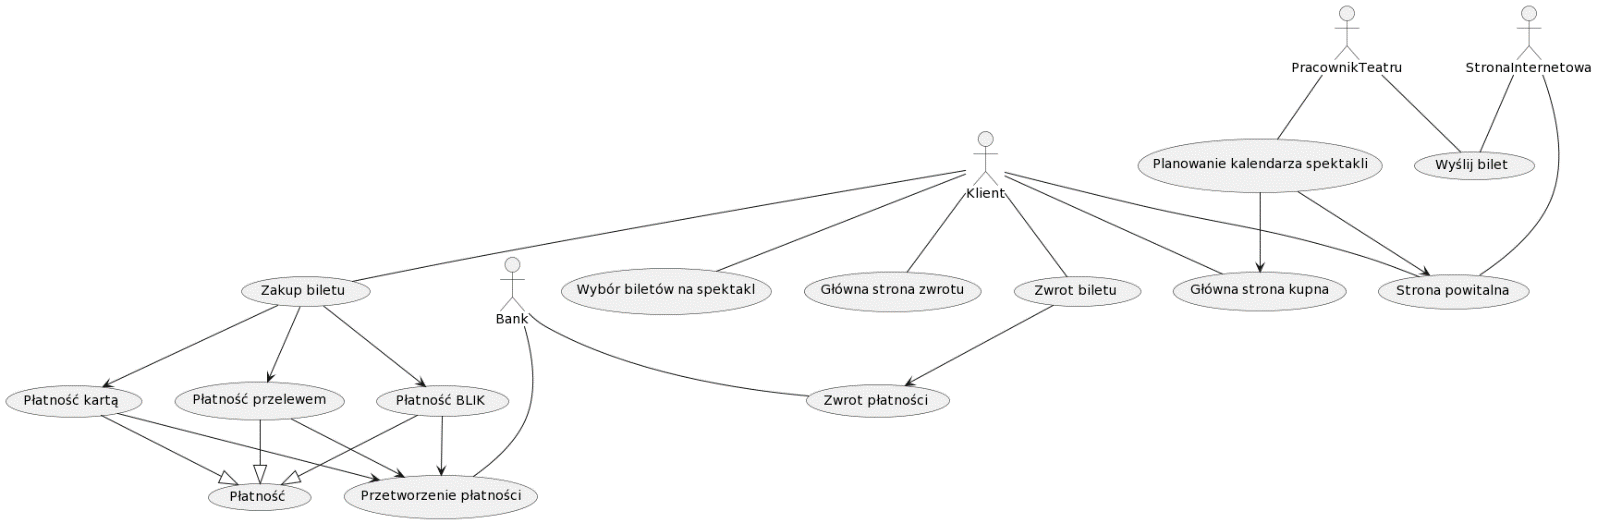 PracownikTeatru
StronaInternetowa
Planowanie kalendarza spektakli
Wyślij bilet
Klient
Zakup biletu
Bank
Wybór biletów na spektakl
Główna strona zwrotu
Zwrot biletu
Główna strona kupna
Strona powitalna
Płatność kartą
Płatność przelewem
Płatność BLIK
Zwrot płatności
Płatność
Przetworzenie płatności